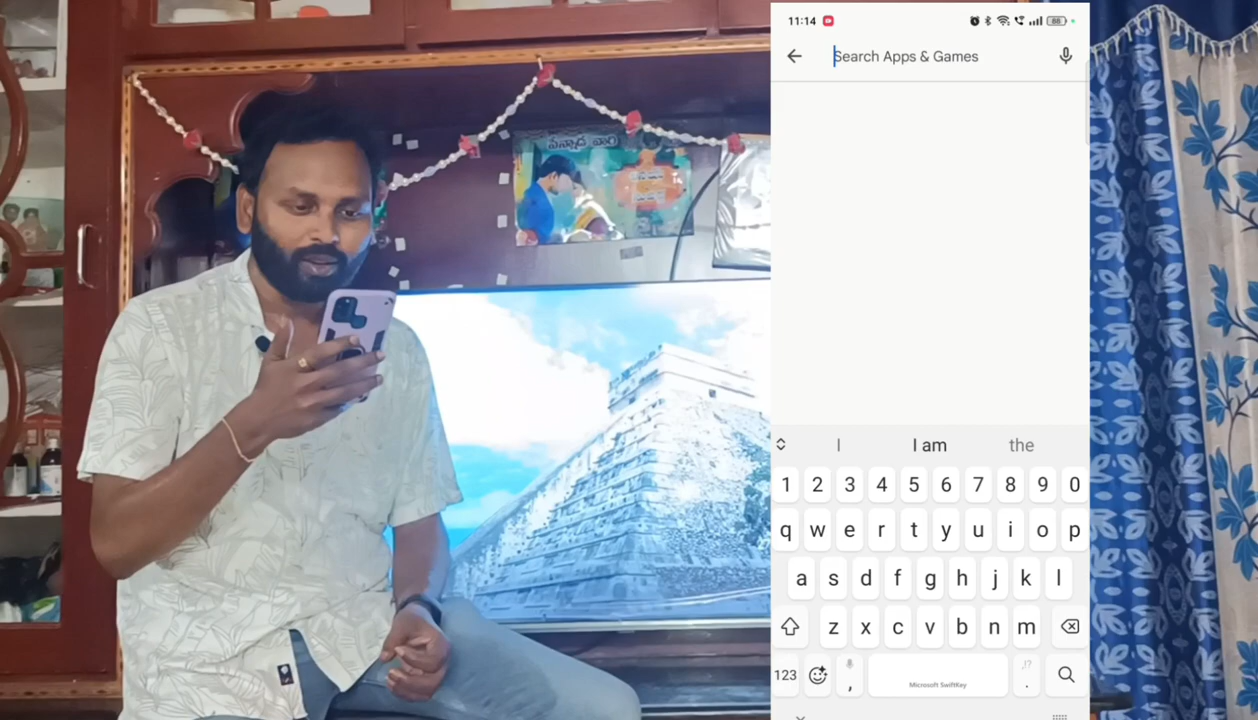 పెన్నాడ వారి
11:14
88
Search Apps & Games
I
I am
the
1 2 3 4 5 6 7 8 9 0
q w e r t y u i o p
a s d f g h j k l
z x c v b n m
123
, Microsoft SwiftKey .
,!?